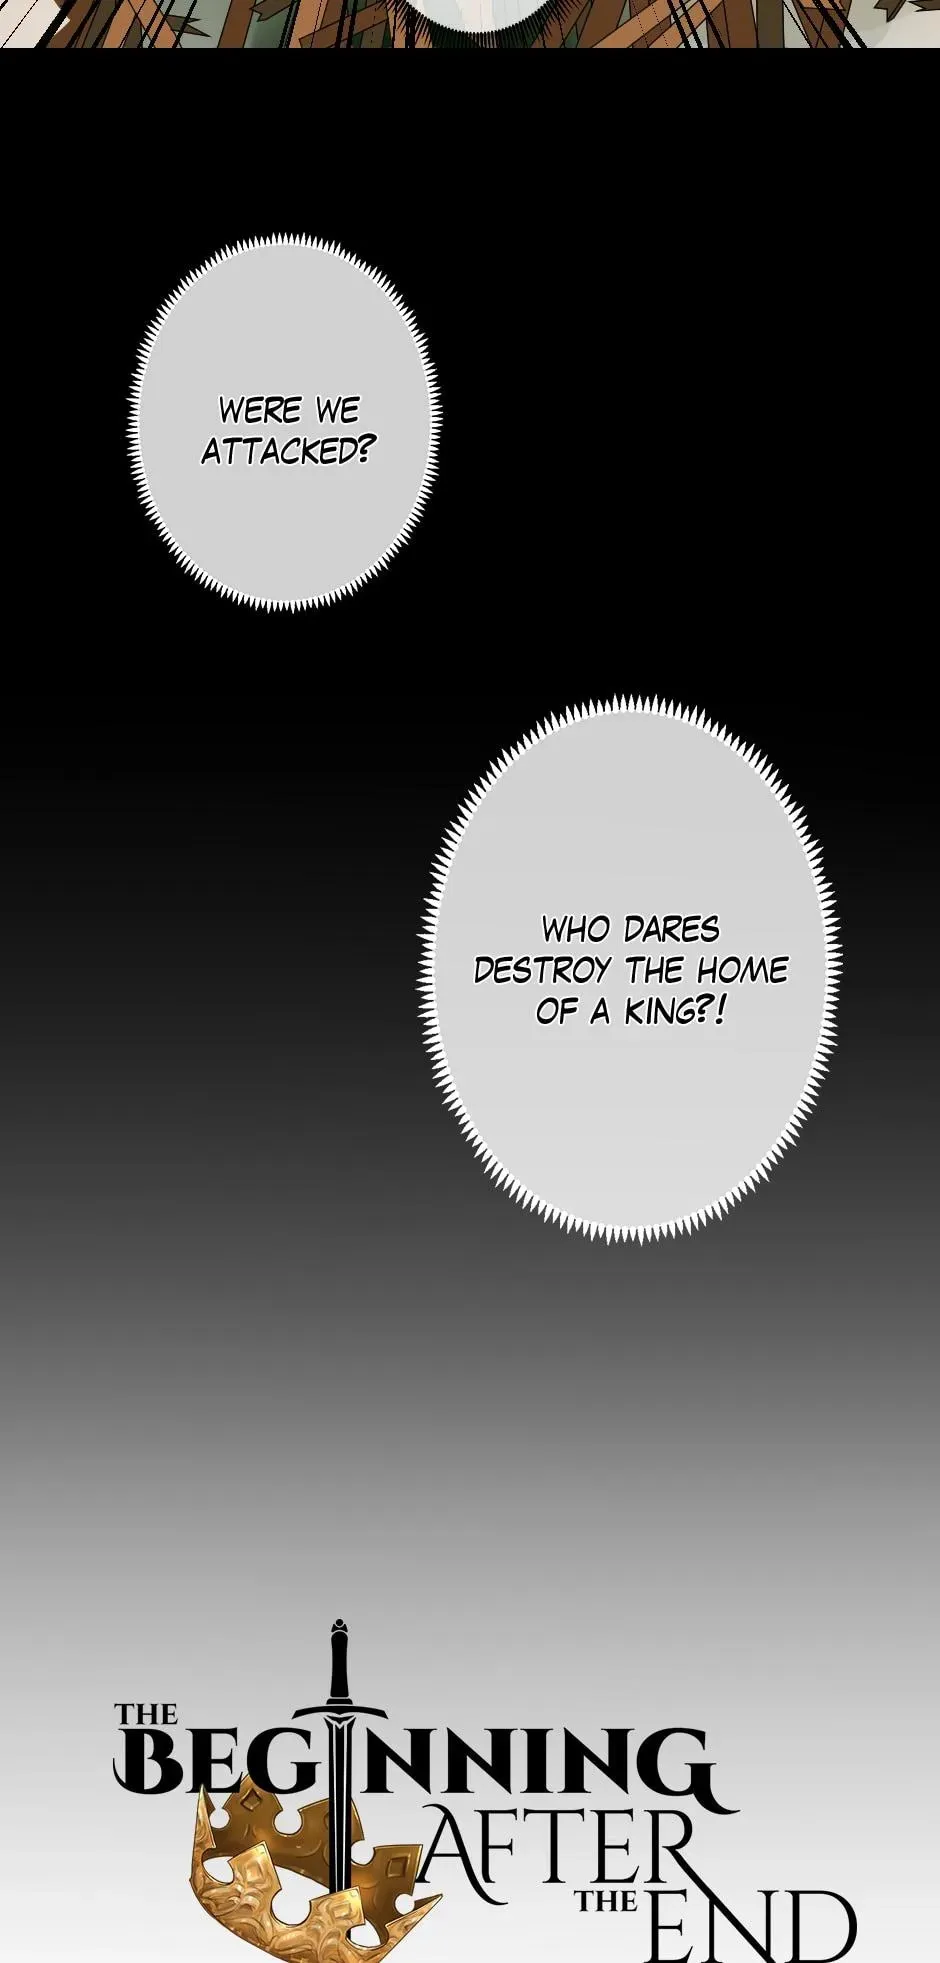 WERE WE
ATTACKED?
WHO DARES
DESTROY THE HOME
OF A KING?!
THE
BEGINNING
AFTER
THE END